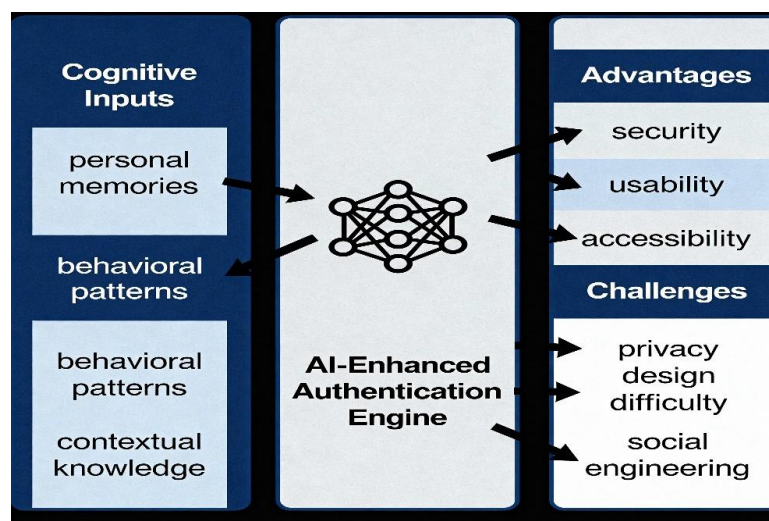 Cognitive
Inputs
personal
memories
behavioral
patterns
behavioral
patterns
contextual
knowledge
AI-Enhanced
Authentication
Engine
Advantages
security
usability
accessibility
Challenges
privacy
design
difficulty
social
engineering